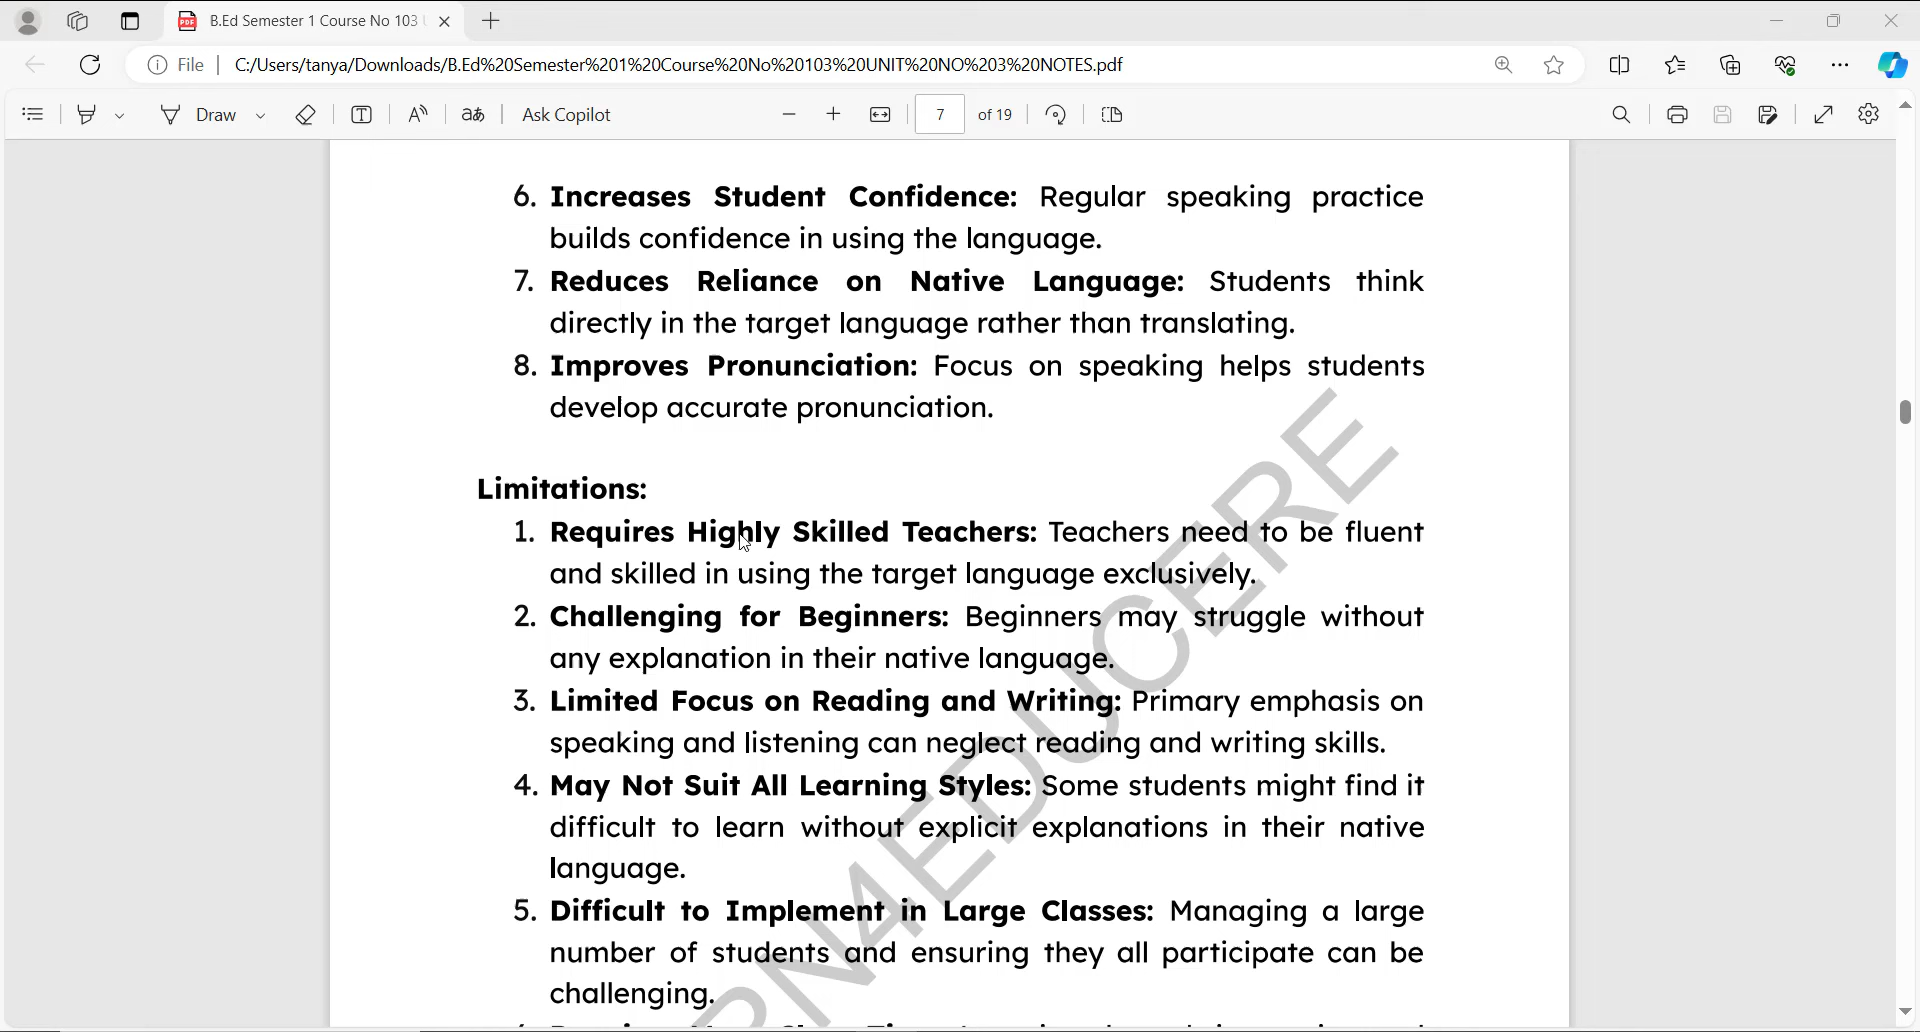 B.Ed Semester 1 Course No 103
File
C:/Users/tanya/Downloads/B.Ed%20Semester%201%20Course%20No%20103%20UNIT%20NO%203%20NOTES.pdf
Draw
Ask Copilot
7 of 19
6. Increases Student Confidence: Regular speaking practice
builds confidence in using the language.
7. Reduces Reliance on Native Language: Students think
directly in the target language rather than translating.
8. Improves Pronunciation: Focus on speaking helps students
develop accurate pronunciation.
Limitations:
1. Requires Highly Skilled Teachers: Teachers need to be fluent
and skilled in using the target language exclusively.
2. Challenging for Beginners: Beginners may struggle without
any explanation in their native language.
3. Limited Focus on Reading and Writing: Primary emphasis on
speaking and listening can neglect reading and writing skills.
4. May Not Suit All Learning Styles: Some students might find it
difficult to learn without explicit explanations in their native
language.
5. Difficult to Implement in Large Classes: Managing a large
number of students and ensuring they all participate can be
challenging.
RN4EDUCERE